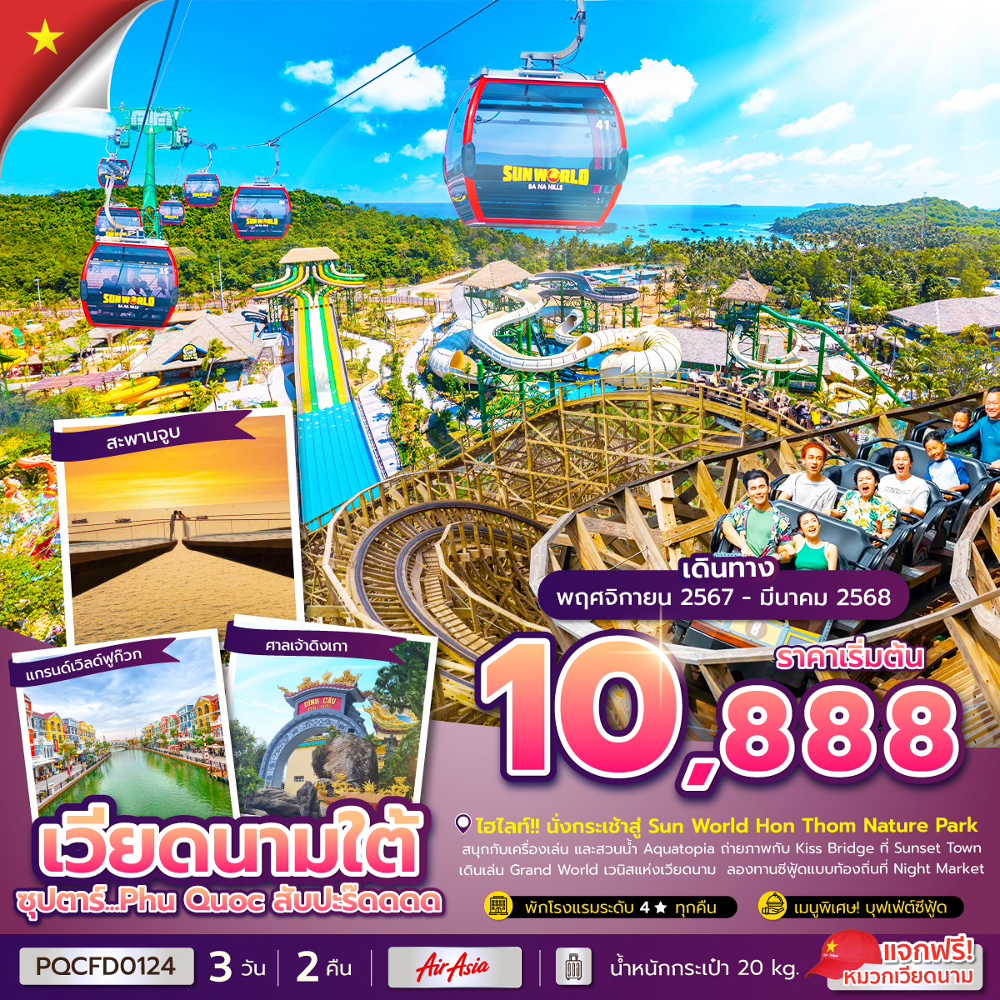 41
SUN WORLD
BA NA HILLS
SUN WORLD
SUN WORLD
35
SUN WORLD
BA NA HILLS
สะพานจูบ
เดินทาง
พฤศจิกายน 2567 - มีนาคม 2568
แกรนด์เวิลด์ฟูก๊วก
ศาลเจ้าดิงเกา
DINH CẬU
PHU QUOC
ราคาเริ่มต้น
10,888
เวียดนามใต้
ซุปตาร์...Phu Quoc สับปะร๊ดดดด
ไฮไลท์!! นั่งกระเช้าสู่ Sun World Hon Thom Nature Park
สนุกกับเครื่องเล่น และสวนน้ำ Aquatopia ถ่ายภาพกับ Kiss Bridge ที่ Sunset Town
เดินเล่น Grand World เวนิสแห่งเวียดนาม ลองทานซีฟู้ดแบบท้องถิ่นที่ Night Market
พักโรงแรมระดับ 4 ★ ทุกคืน
เมนูพิเศษ! บุฟเฟ่ต์ซีฟู้ด
PQCFD0124
3 วัน
2 คืน
AirAsia
น้ำหนักกระเป๋า 20 kg.
แจกฟรี!
หมวกเวียดนาม